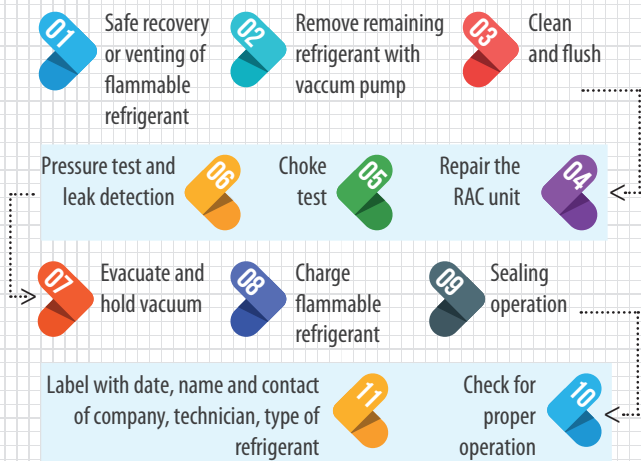 01
Safe recovery
or venting of
flammable
refrigerant
02
Remove remaining
refrigerant with
vaccum pump
03
Clean
and flush
04
Repair the
RAC unit
05
Choke
test
06
Pressure test and
leak detection
07
Evacuate and
hold vacuum
08
Charge
flammable
refrigerant
09
Sealing
operation
10
Check for
proper
operation
11
Label with date, name and contact
of company, technician, type of
refrigerant